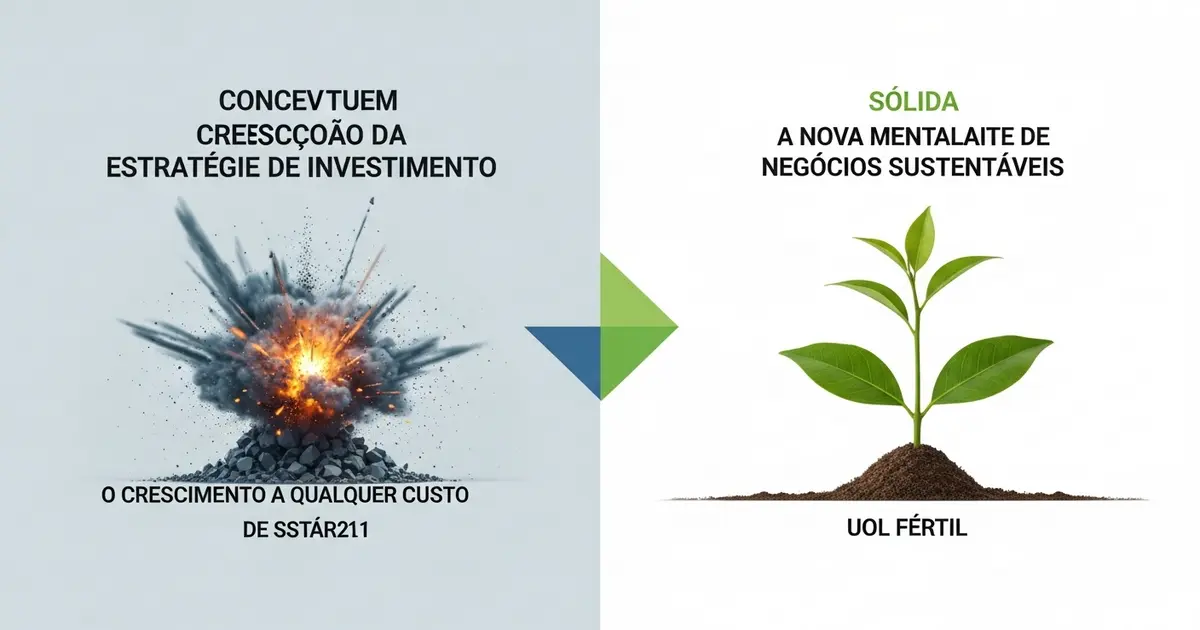 CONCEVTUEM
CREESCÇOÃO DA
ESTRATÉGIE DE INVESTIMENTO
O CRESCIMENTO A QUALQUER CUSTO
DE SSTÁR211
SÓLIDA
A NOVA MENTALAITE DE
NEGÓCIOS SUSTENTÁVEIS
UOL FÉRTIL